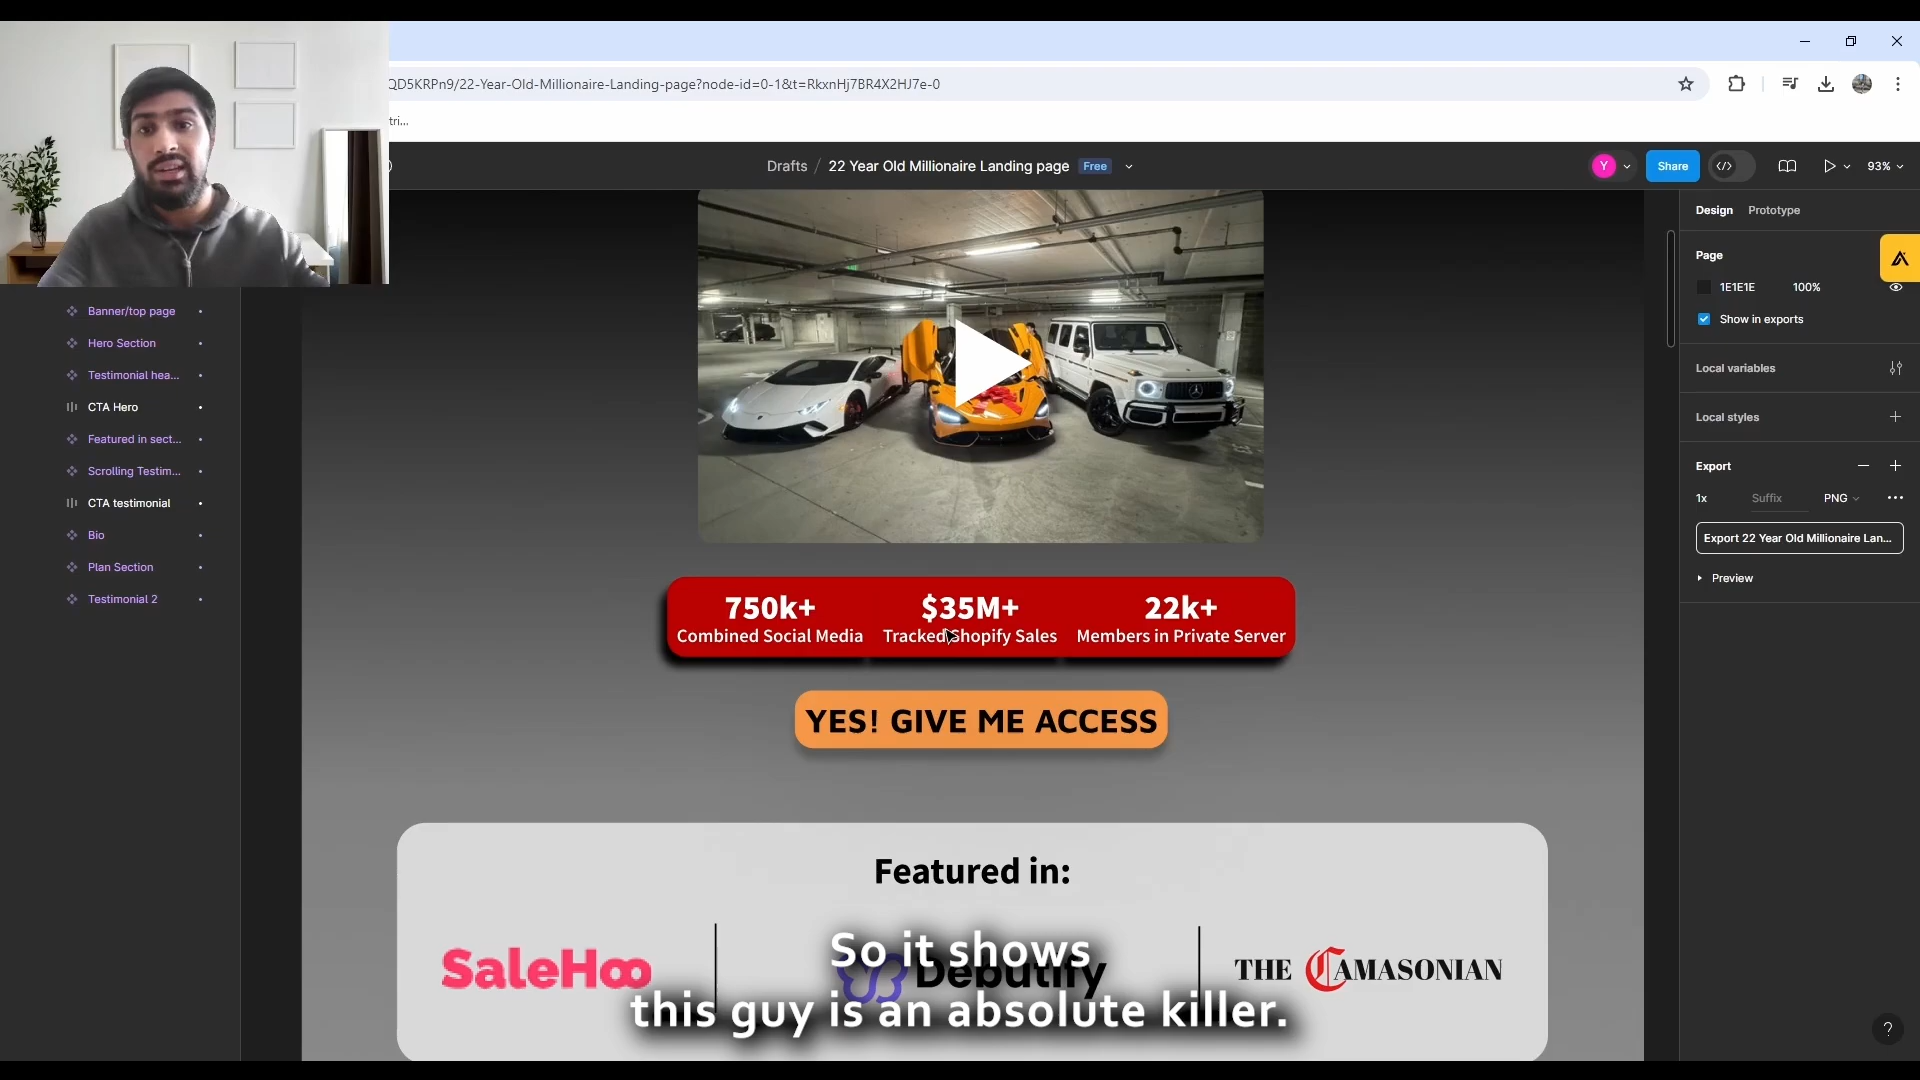 QD5KRPn9/22-Year-Old-Millionaire-Landing-page?node-id=0-1&t=RkxnHj7BR4X2HJ7e-0
tri...
Drafts / 22 Year Old Millionaire Landing page Free
Y
Share
93%
Design Prototype
Page
1E1E1E 100%
Show in exports
Local variables
Local styles
Export
1x Suffix PNG
Export 22 Year Old Millionaire Lan...
Preview
Banner/top page
Hero Section
Testimonial hea...
CTA Hero
Featured in sect...
Scrolling Testim...
CTA testimonial
Bio
Plan Section
Testimonial 2
750k+ $35M+ 22k+
Combined Social Media Tracked Shopify Sales Members in Private Server
YES! GIVE ME ACCESS
Featured in:
SaleHoo Debutify THE CAMASONIAN
So it shows
this guy is an absolute killer.
?